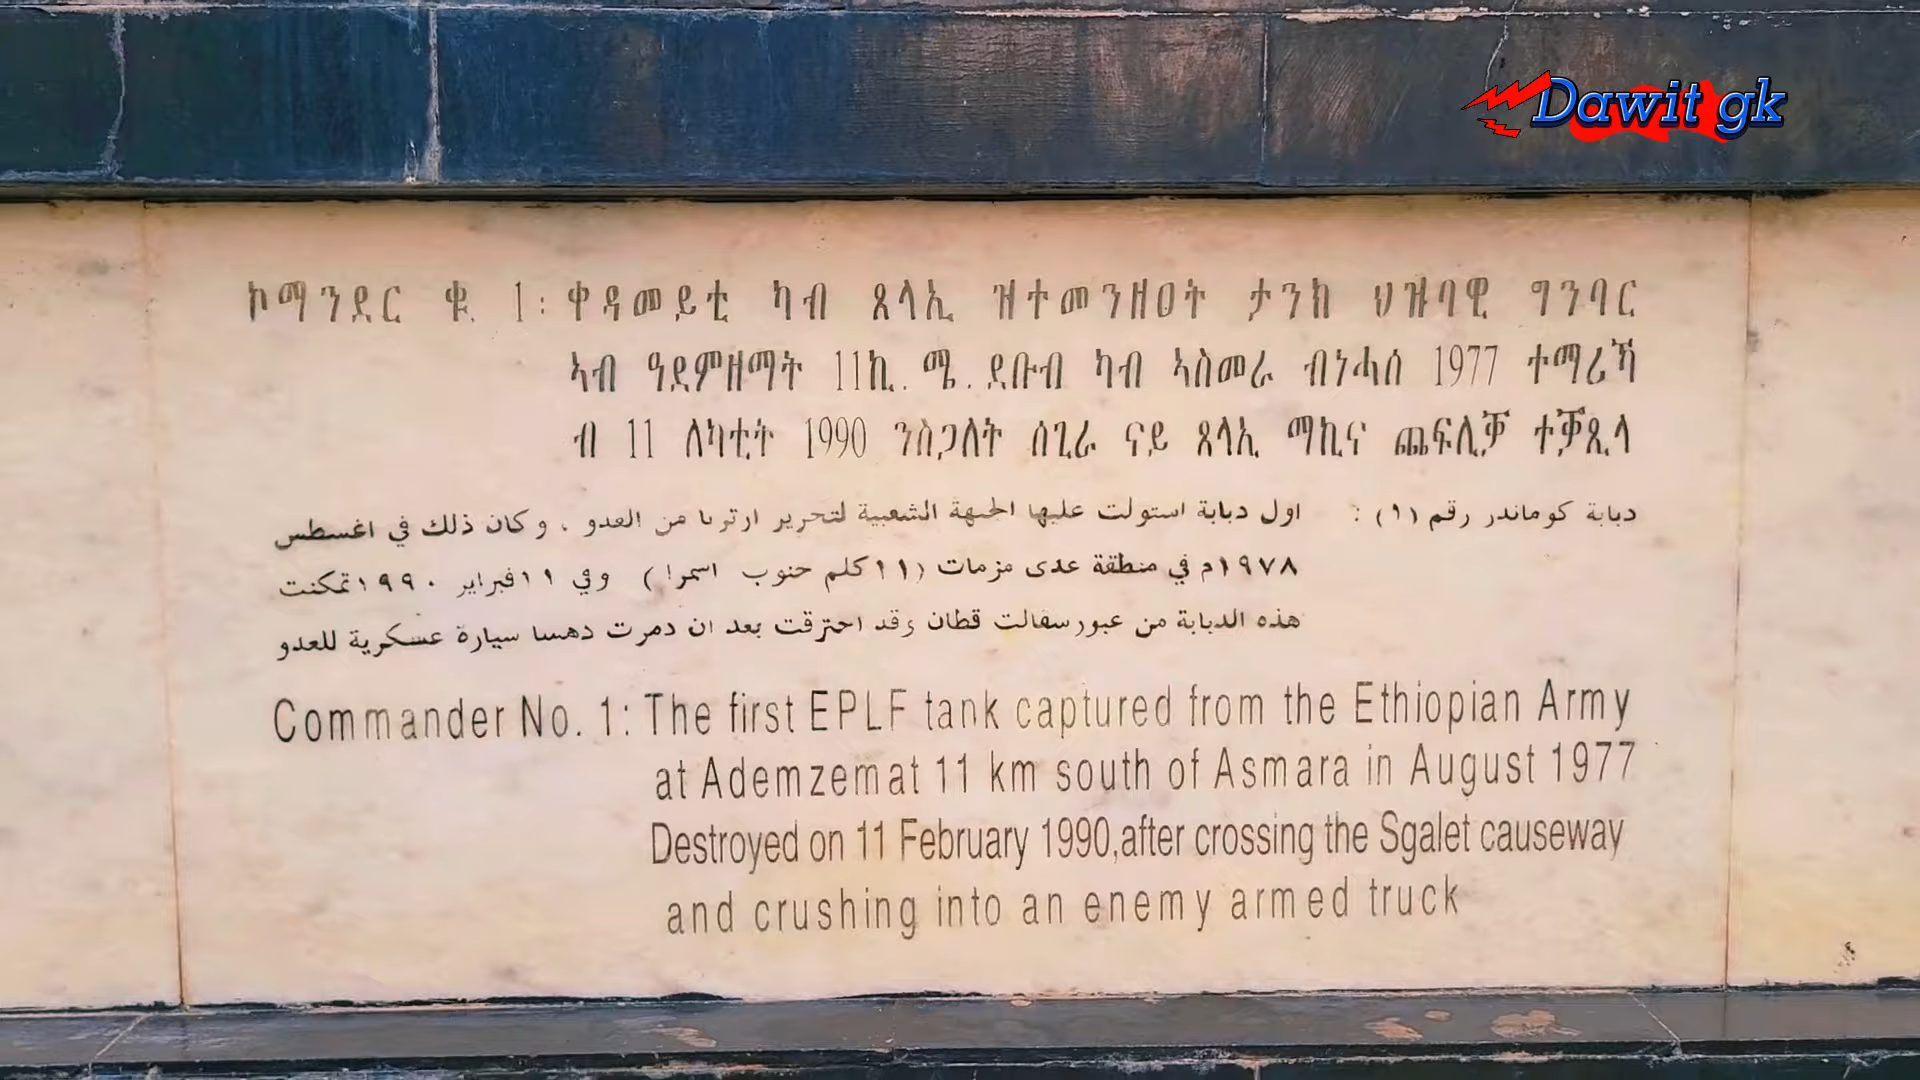 Dawit gk
ኮማንደር ቁ. 1: ቀዳመይቲ ካብ ጸላኢ ዝተመንዘዐት ታንክ ህዝባዊ ግንባር
ኣብ ዓደምዘማት 11ኪ.ሜ.ደቡብ ካብ ኣስመራ ብነሓሰ 1977 ተማሪኻ
ብ 11 ለካቲት 1990 ንስጋለት ሰጊራ ናይ ጸላኢ ማኪና ጨፍሊቓ ተቓጺላ
دبابة كوماندر رقم (١) : اول دبابة استولت عليها الجبهة الشعبية لتحرير ارتريا من العدو ، وكان ذلك في اغسطس
١٩٧٨م في منطقة عدى مزمات (١١كلم جنوب اسمرا) وفي ١١فبراير ١٩٩٠تمكنت
هذه الدبابة من عبورسقالت قطان وقد احترقت بعد ان دمرت دهسا سيارة عسكرية للعدو
Commander No. 1: The first EPLF tank captured from the Ethiopian Army
at Ademzemat 11 km south of Asmara in August 1977
Destroyed on 11 February 1990,after crossing the Sgalet causeway
and crushing into an enemy armed truck